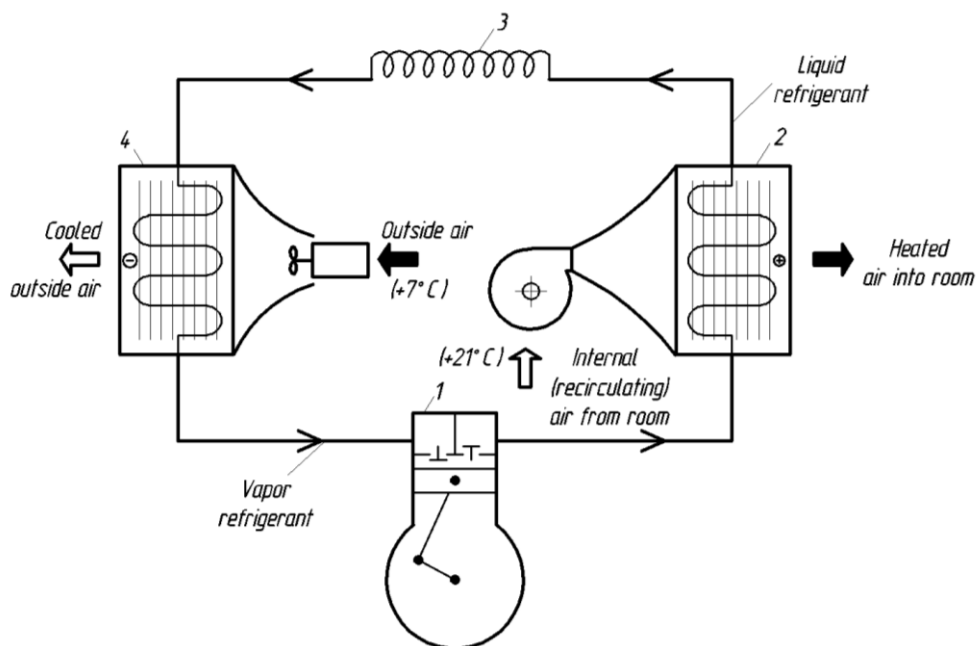 3
Liquid
refrigerant
4
2
Cooled
outside air
Outside air
(+7°C)
Heated
air into room
(+21°C)
Internal
(recirculating)
air from room
1
Vapor
refrigerant